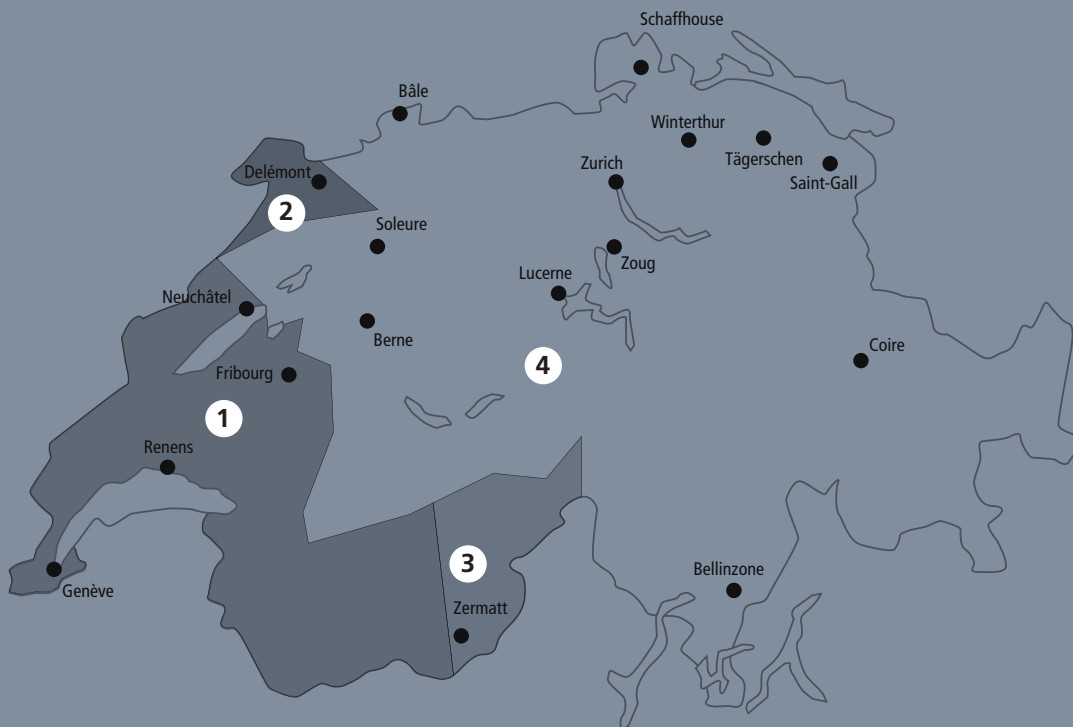 Schaffhouse
Bâle
Winterthur
Tägerschen
Zurich
Saint-Gall
Delémont
2
Soleure
Zoug
Lucerne
Neuchâtel
Berne
Coire
4
Fribourg
1
Renens
3
Bellinzone
Genève
Zermatt